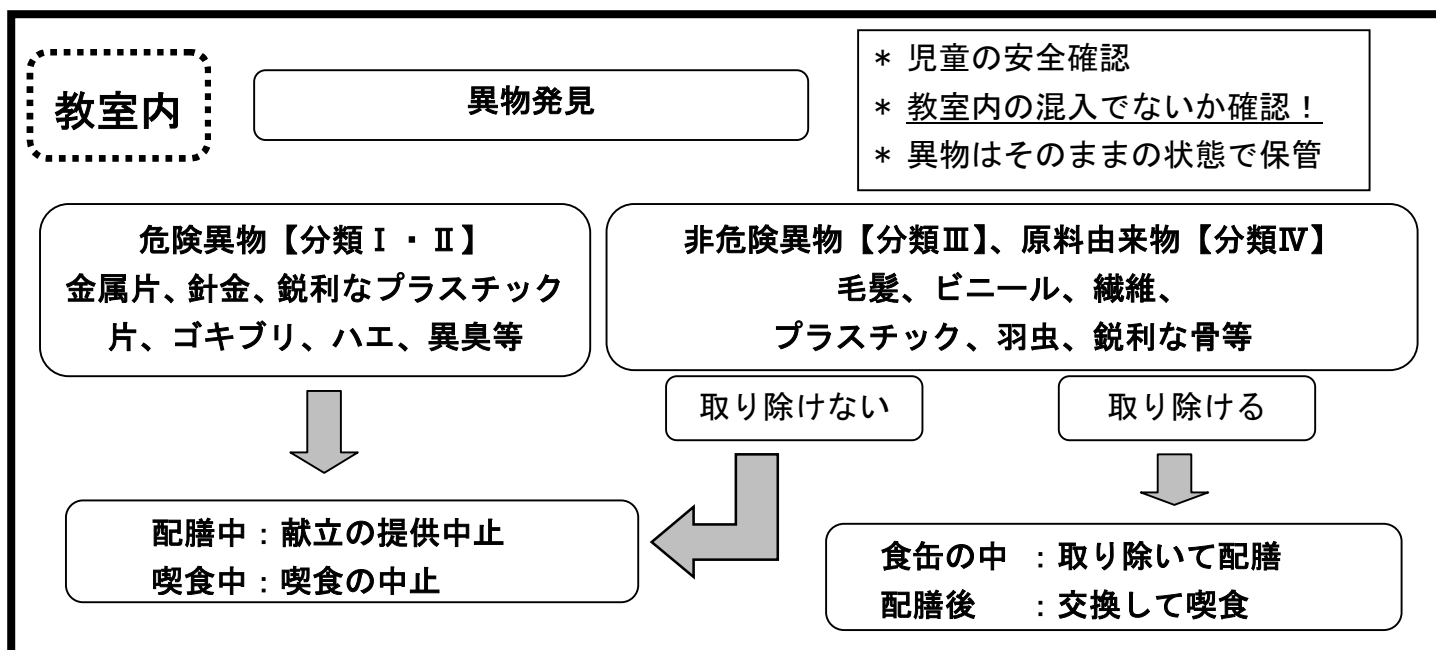 教室内
異物発見
* 児童の安全確認
* 教室内の混入でないか確認！
* 異物はそのままの状態で保管
危険異物【分類Ⅰ・Ⅱ】
金属片、針金、鋭利なプラスチック
片、ゴキブリ、ハエ、異臭等
非危険異物【分類Ⅲ】、原料由来物【分類Ⅳ】
毛髪、ビニール、繊維、
プラスチック、羽虫、鋭利な骨等
取り除けない
取り除ける
配膳中：献立の提供中止
喫食中：喫食の中止
食缶の中　：取り除いて配膳
配膳後　　：交換して喫食